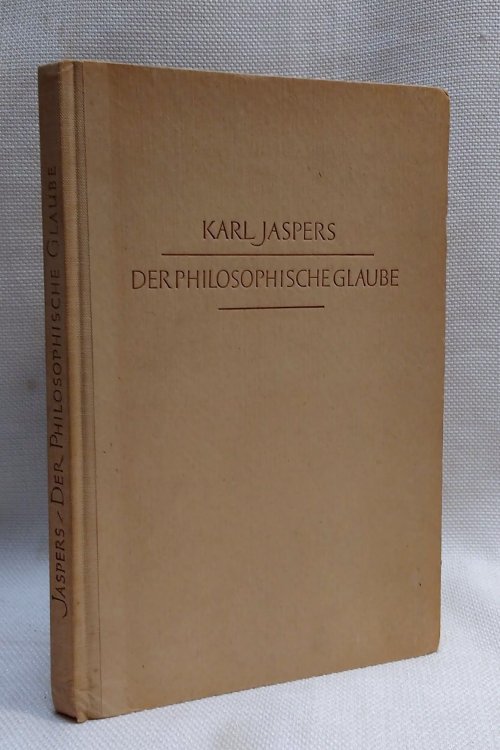 KARL JASPERS
DER PHILOSOPHISCHE GLAUBE
JASPERS ~ DER PHILOSOPHISCHE GLAUBE